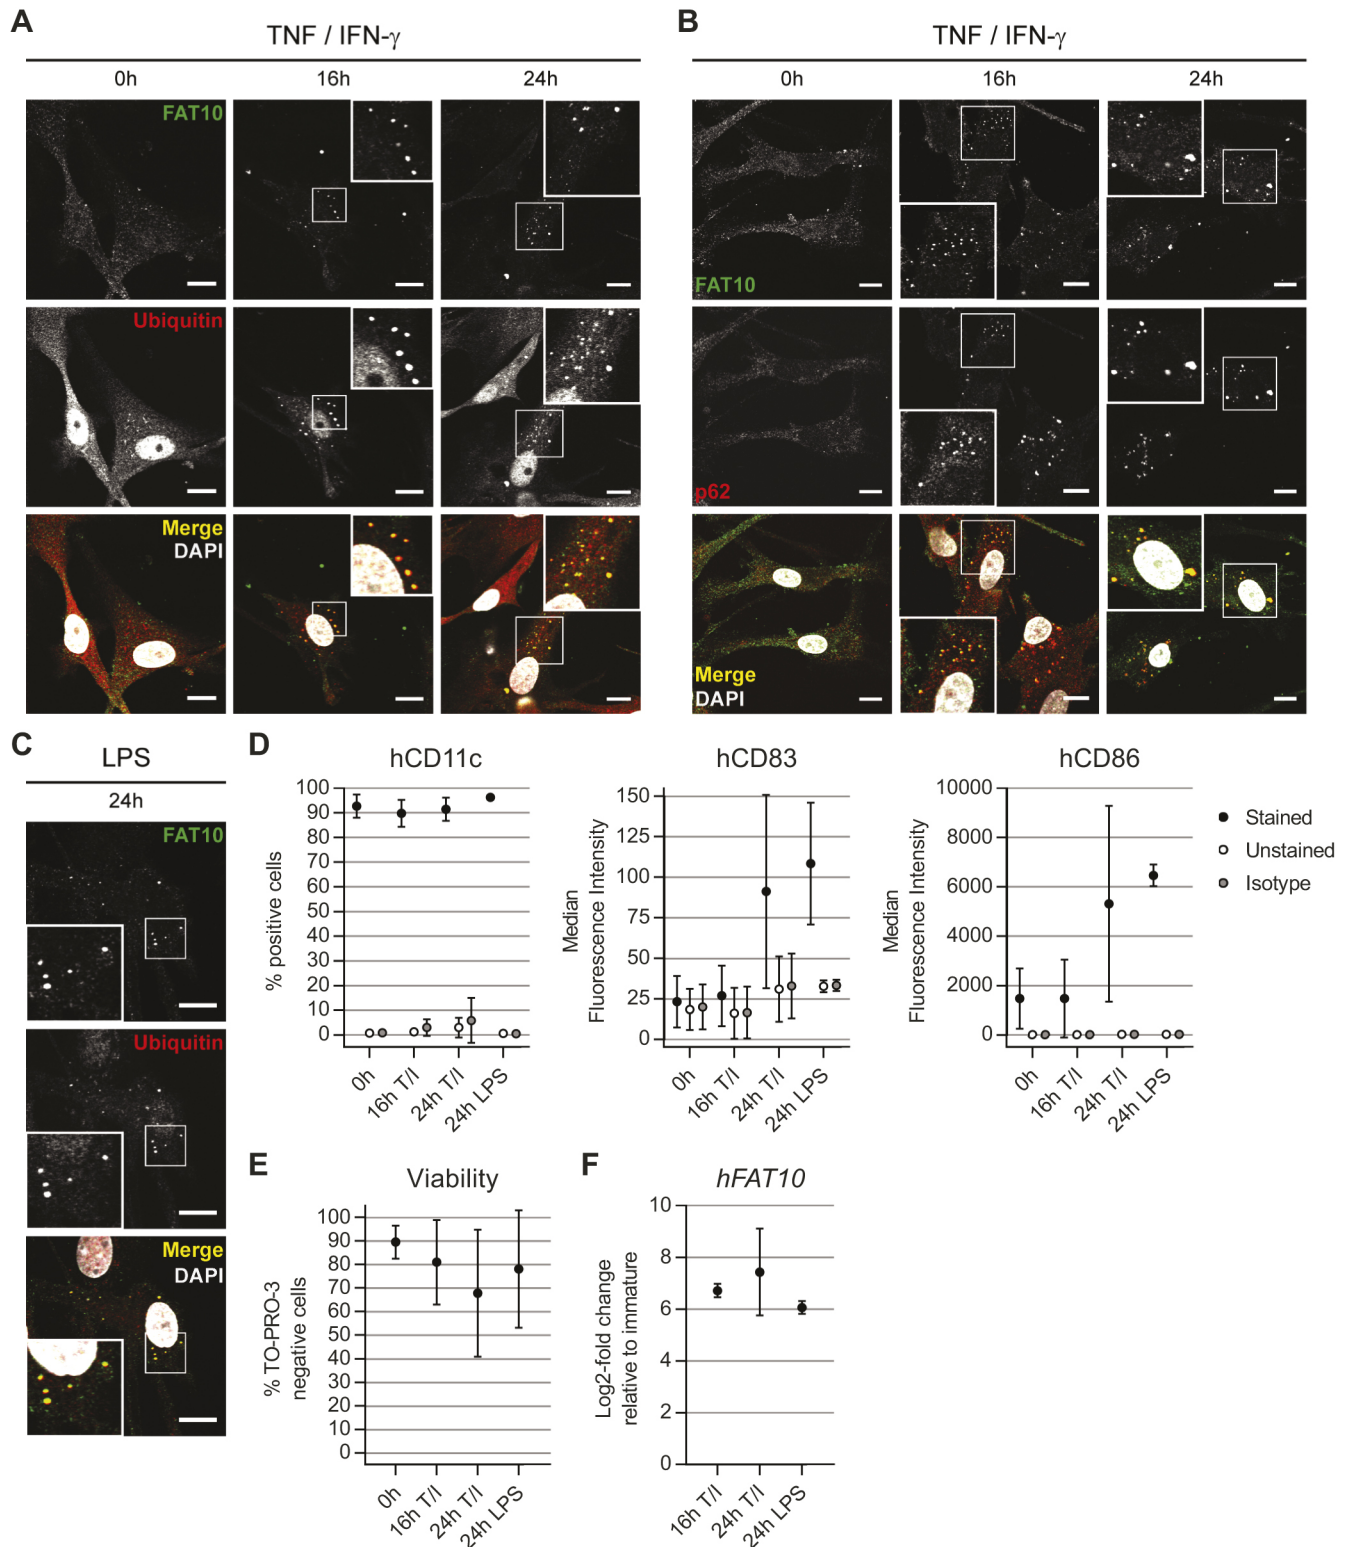 A
TNF / IFN-γ
0h 16h 24h
FAT10
Ubiquitin
Merge
DAPI
B
TNF / IFN-γ
0h 16h 24h
FAT10
p62
Merge
DAPI
C
LPS
24h
FAT10
Ubiquitin
Merge
DAPI
D
hCD11c
% positive cells
100
90
80
70
60
50
40
30
20
10
0
0h
16h T/I
24h T/I
24h LPS
hCD83
Median
Fluorescence Intensity
150
125
100
75
50
25
0
0h
16h T/I
24h T/I
24h LPS
hCD86
Median
Fluorescence Intensity
10000
8000
6000
4000
2000
0
0h
16h T/I
24h T/I
24h LPS
Stained
Unstained
Isotype
E
Viability
% TO-PRO-3
negative cells
100
90
80
70
60
50
40
30
20
10
0
0h
16h T/I
24h T/I
24h LPS
F
hFAT10
Log2-fold change
relative to immature
10
8
6
4
2
0
16h T/I
24h T/I
24h LPS